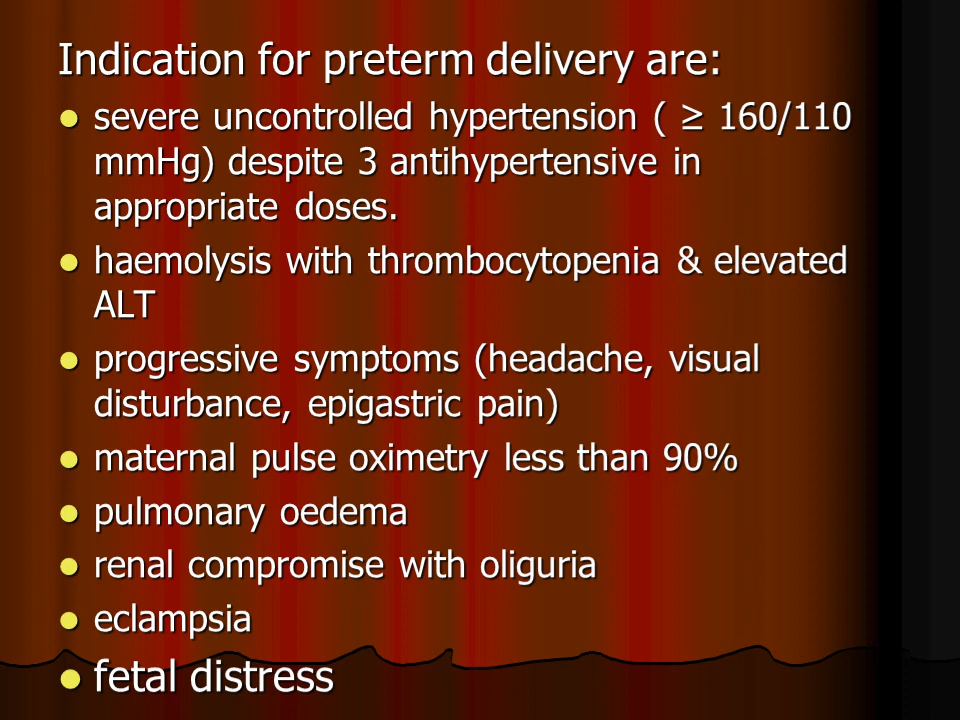 Indication for preterm delivery are:
● severe uncontrolled hypertension ( ≥ 160/110
mmHg) despite 3 antihypertensive in
appropriate doses.
● haemolysis with thrombocytopenia & elevated
ALT
● progressive symptoms (headache, visual
disturbance, epigastric pain)
● maternal pulse oximetry less than 90%
● pulmonary oedema
● renal compromise with oliguria
● eclampsia
● fetal distress